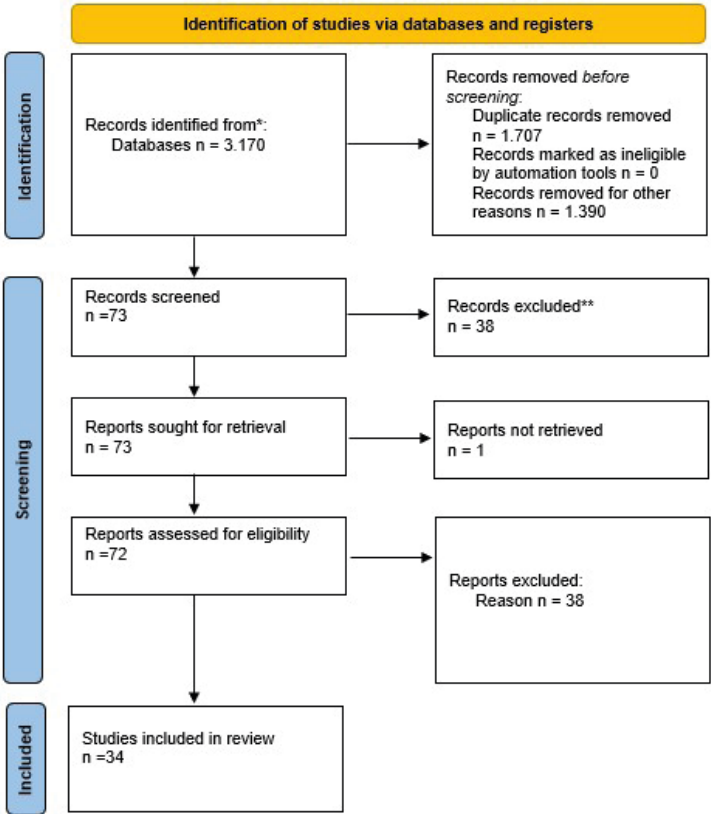 Identification of studies via databases and registers
Identification
Records identified from*:
Databases n = 3.170
Records removed before
screening:
Duplicate records removed
n = 1.707
Records marked as ineligible
by automation tools n = 0
Records removed for other
reasons n = 1.390
Screening
Records screened
n =73
Records excluded**
n = 38
Reports sought for retrieval
n = 73
Reports not retrieved
n = 1
Reports assessed for eligibility
n =72
Reports excluded:
Reason n = 38
Included
Studies included in review
n =34